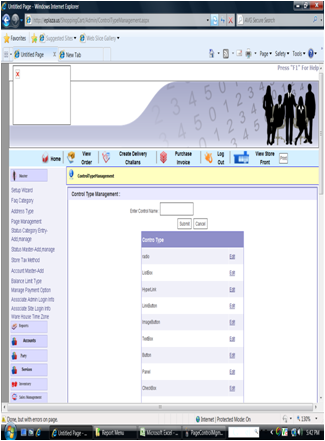 Untitled Page - Windows Internet Explorer
AVG Secure Search
Favorites
Suggested Sites
Web Slice Gallery
Untitled Page
New Tab
Page
Safety
Tools
Press "F1" For Help
Home
View Order
Create Delivery Challans
Purchase Invoice
Log Out
View Store Front
Print
Master
ControlTypeManagement
Setup Wizard
Faq Category
Address Type
Page Management
Status Category Entry-
Add,manage
Status Master-Add,manage
Store Tax Method
Account Master-Add
Balance Limit Type
Manage Payment Option
Associate Admin Login Info
Associate Site Login Info
Ware House Time Zone
Reports
Accounts
Party
Services
Inventory
Sales Management
Control Type Management :
Enter Control Name:
Submit
Cancel
Control Type
radio Edit
ListBox Edit
HyperLink Edit
LinkButton Edit
ImageButton Edit
TextBox Edit
Button Edit
Panel Edit
CheckBox Edit
Done, but with errors on page.
Internet | Protected Mode: On
130%
Untitled Page - ...
Report Menu
Microsoft Excel - ...
PageControlMgm...
5:42 PM